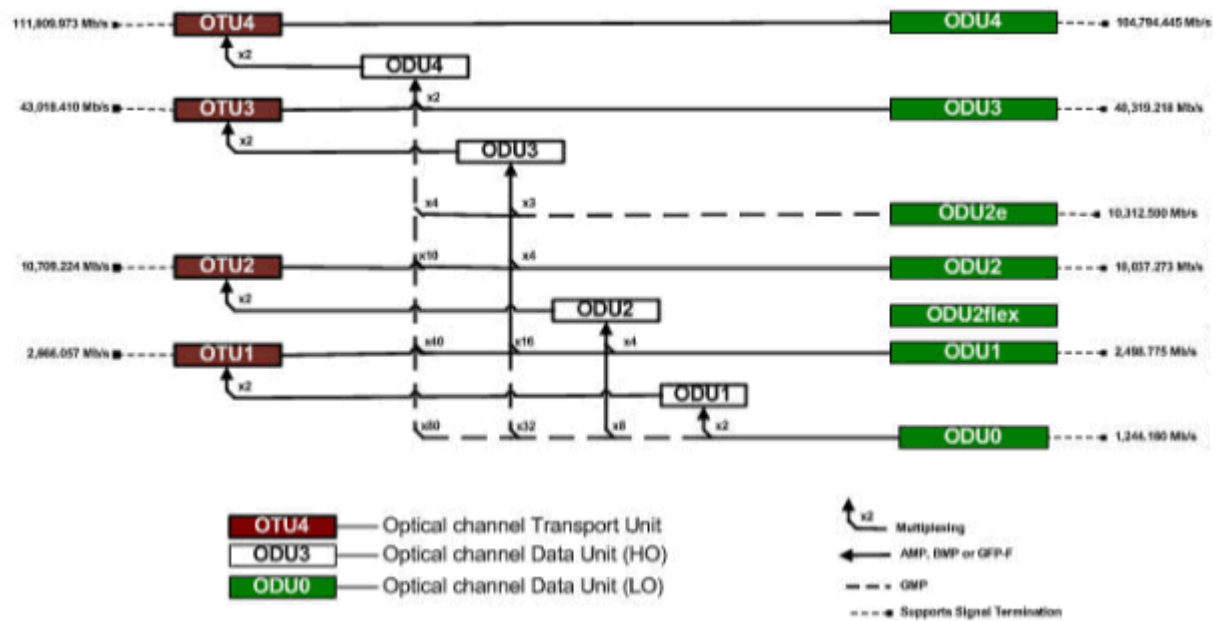 111,809.973 Mb/s OTU4 ODU4 104,794.445 Mb/s
x2 ODU4
x2
43,018.410 Mb/s OTU3 ODU3 40,319.218 Mb/s
x2 ODU3
x4 x3 ODU2e 10,312.500 Mb/s
10,709.224 Mb/s OTU2 x10 x4 ODU2 10,037.273 Mb/s
x2 ODU2 ODU2flex
2,666.057 Mb/s OTU1 x40 x16 x4 ODU1 2,498.775 Mb/s
x2 ODU1
x80 x32 x8 x2 ODU0 1,244.160 Mb/s
OTU4 Optical channel Transport Unit
ODU3 Optical channel Data Unit (HO)
ODU0 Optical channel Data Unit (LO)
x2 Multiplexing
AMP, BMP or GFP-F
GMP
Supports Signal Termination